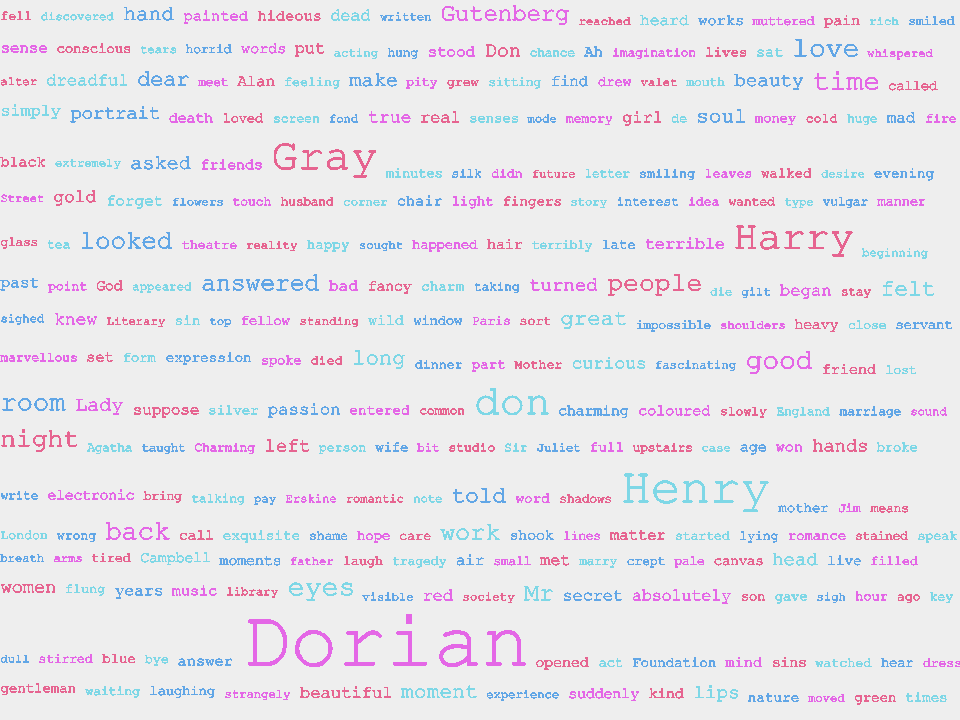 fell discovered hand painted hideous dead written Gutenberg reached heard works muttered pain rich smiled
sense conscious tears horrid words put acting hung stood Don chance Ah imagination lives sat love whispered
alter dreadful dear meet Alan feeling make pity grew sitting find drew valet mouth beauty time called
simply portrait death loved screen fond true real senses mode memory girl de soul money cold huge mad fire
black extremely asked friends Gray minutes silk didn future letter smiling leaves walked desire evening
Street gold forget flowers touch husband corner chair light fingers story interest idea wanted type vulgar manner
glass tea looked theatre reality happy sought happened hair terribly late terrible Harry beginning
past point God appeared answered bad fancy charm taking turned people die gilt began stay felt
sighed knew Literary sin top fellow standing wild window Paris sort great impossible shoulders heavy close servant
marvellous set form expression spoke died long dinner part Mother curious fascinating good friend lost
room Lady suppose silver passion entered common don charming coloured slowly England marriage sound
night Agatha taught Charming left person wife bit studio Sir Juliet full upstairs case age won hands broke
write electronic bring talking pay Erskine romantic note told word shadows Henry mother Jim means
London wrong back call exquisite shame hope care work shook lines matter started lying romance stained speak
breath arms tired Campbell moments father laugh tragedy air small met marry crept pale canvas head live filled
women flung years music library eyes visible red society Mr secret absolutely son gave sigh hour ago key
dull stirred blue bye answer Dorian opened act Foundation mind sins watched hear dress
gentleman waiting laughing strangely beautiful moment experience suddenly kind lips nature moved green times